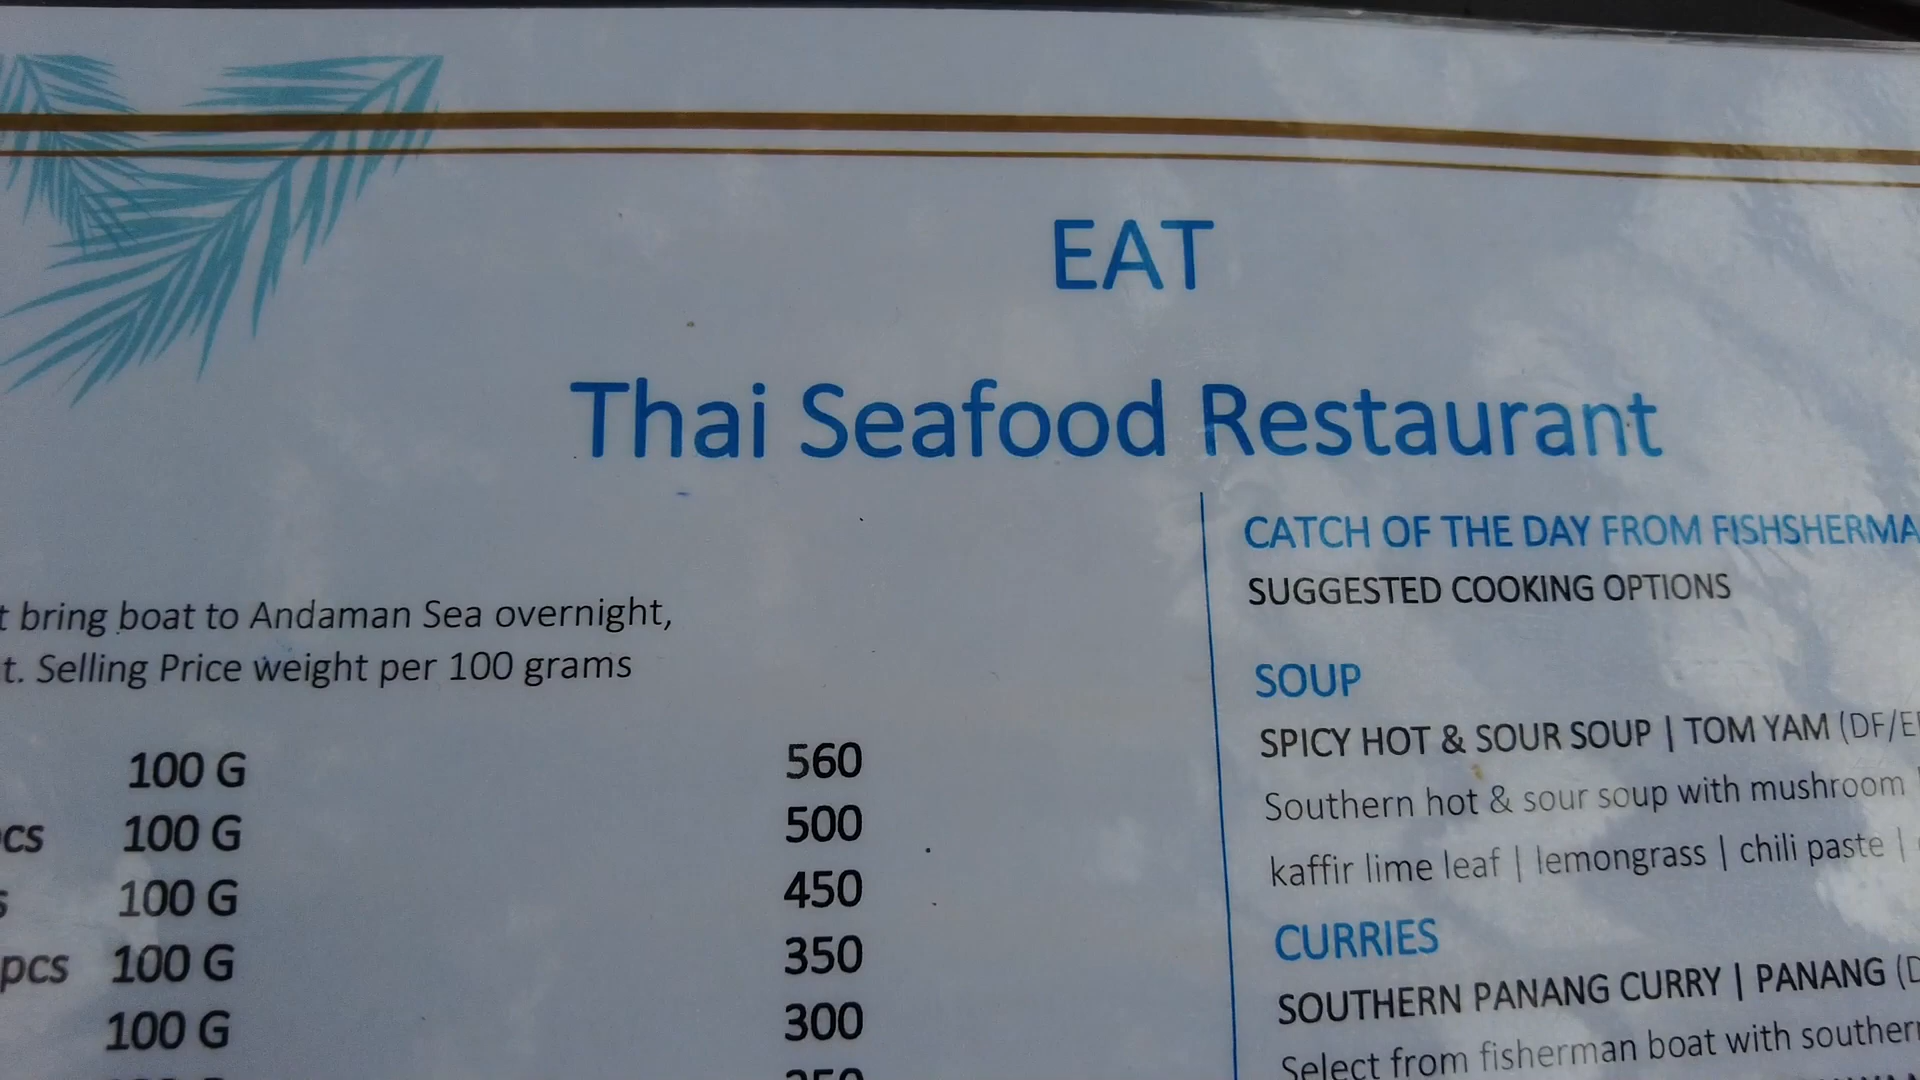 EAT
Thai Seafood Restaurant
bring boat to Andaman Sea overnight,
t. Selling Price weight per 100 grams
100 G 560
cs 100 G 500
s 100 G 450
pcs 100 G 350
100 G 300
CATCH OF THE DAY FROM FISHSHERMA
SUGGESTED COOKING OPTIONS
SOUP
SPICY HOT & SOUR SOUP | TOM YAM (DF/E
Southern hot & sour soup with mushroom
kaffir lime leaf | lemongrass | chili paste |
CURRIES
SOUTHERN PANANG CURRY | PANANG (D
Select from fisherman boat with southern